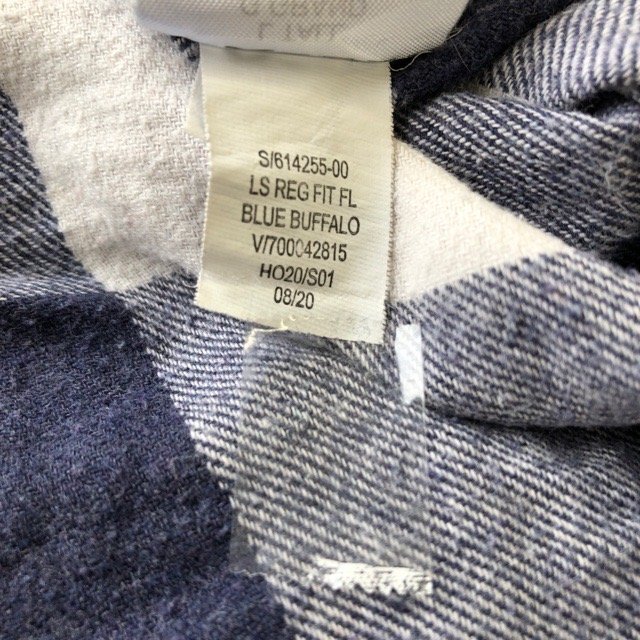 S/614255-00
LS REG FIT FL
BLUE BUFFALO
V/700042815
HO20/S01
08/20